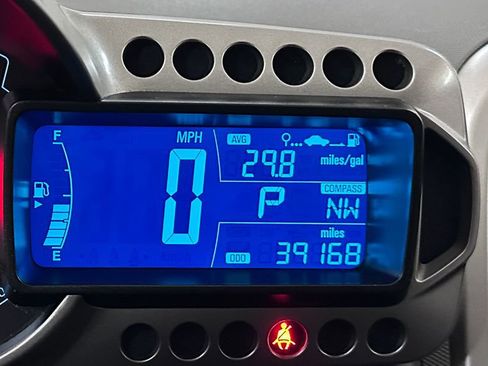 F
MPH
AVG
29.8
miles/gal
COMPASS
0
P
NW
miles
E
ODO
39168